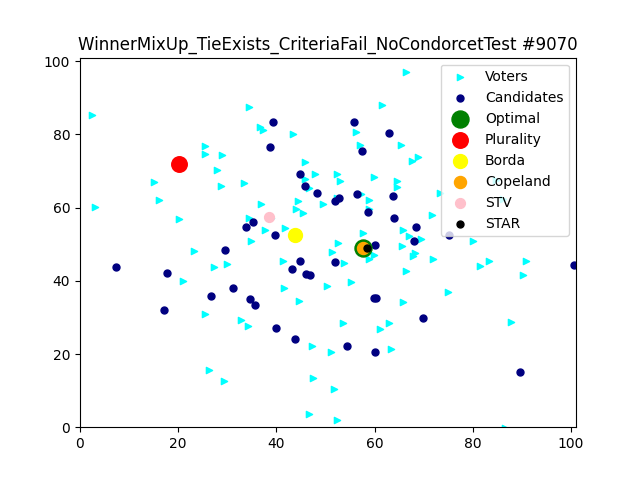 WinnerMixUp_TieExists_CriteriaFail_NoCondorcetTest #9070
100
80
60
40
20
0
0 20 40 60 80 100
Voters
Candidates
Optimal
Plurality
Borda
Copeland
STV
STAR